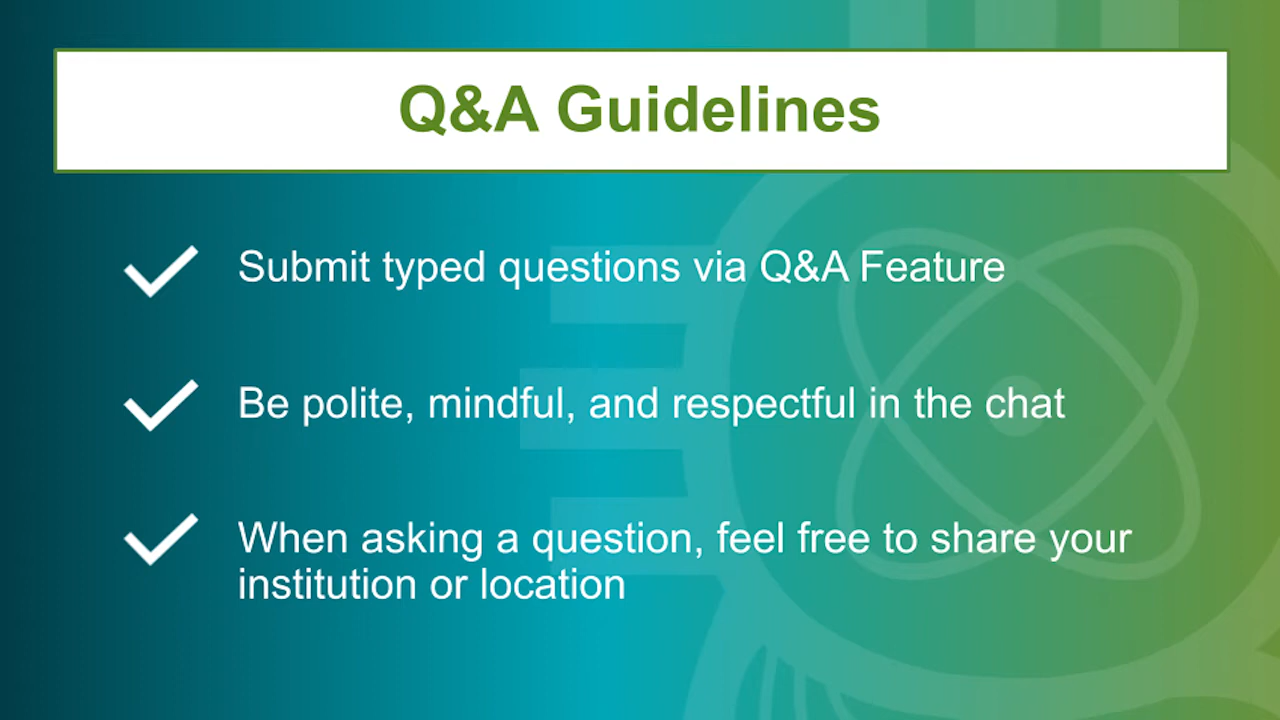 Q&A Guidelines
Submit typed questions via Q&A Feature
Be polite, mindful, and respectful in the chat
When asking a question, feel free to share your
institution or location